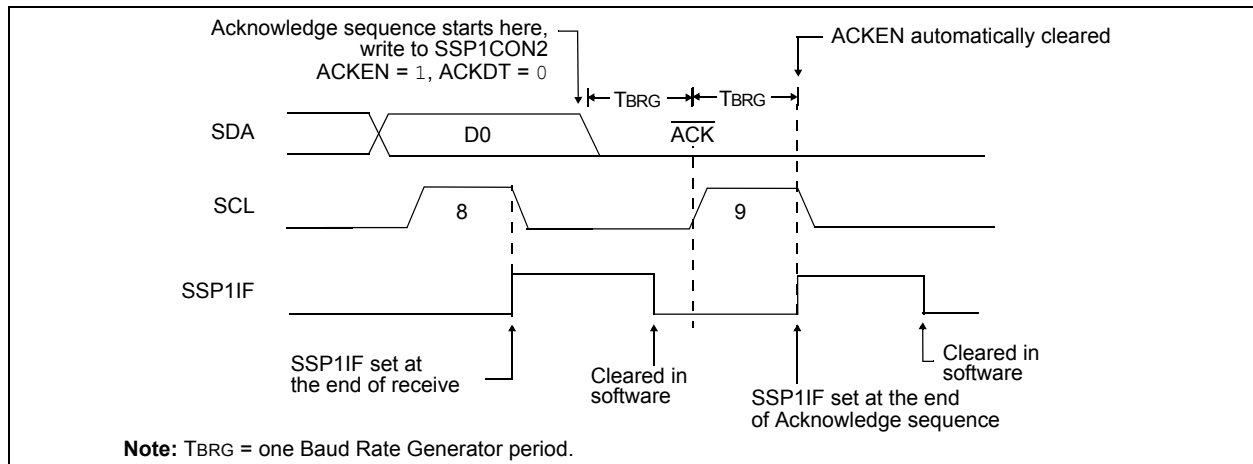 Acknowledge sequence starts here,
write to SSP1CON2
ACKEN = 1, ACKDT = 0
ACKEN automatically cleared
TBRG
TBRG
SDA
D0
ACK
SCL
8
9
SSP1IF
SSP1IF set at
the end of receive
Cleared in
software
SSP1IF set at the end
of Acknowledge sequence
Cleared in
software
Note: TBRG = one Baud Rate Generator period.